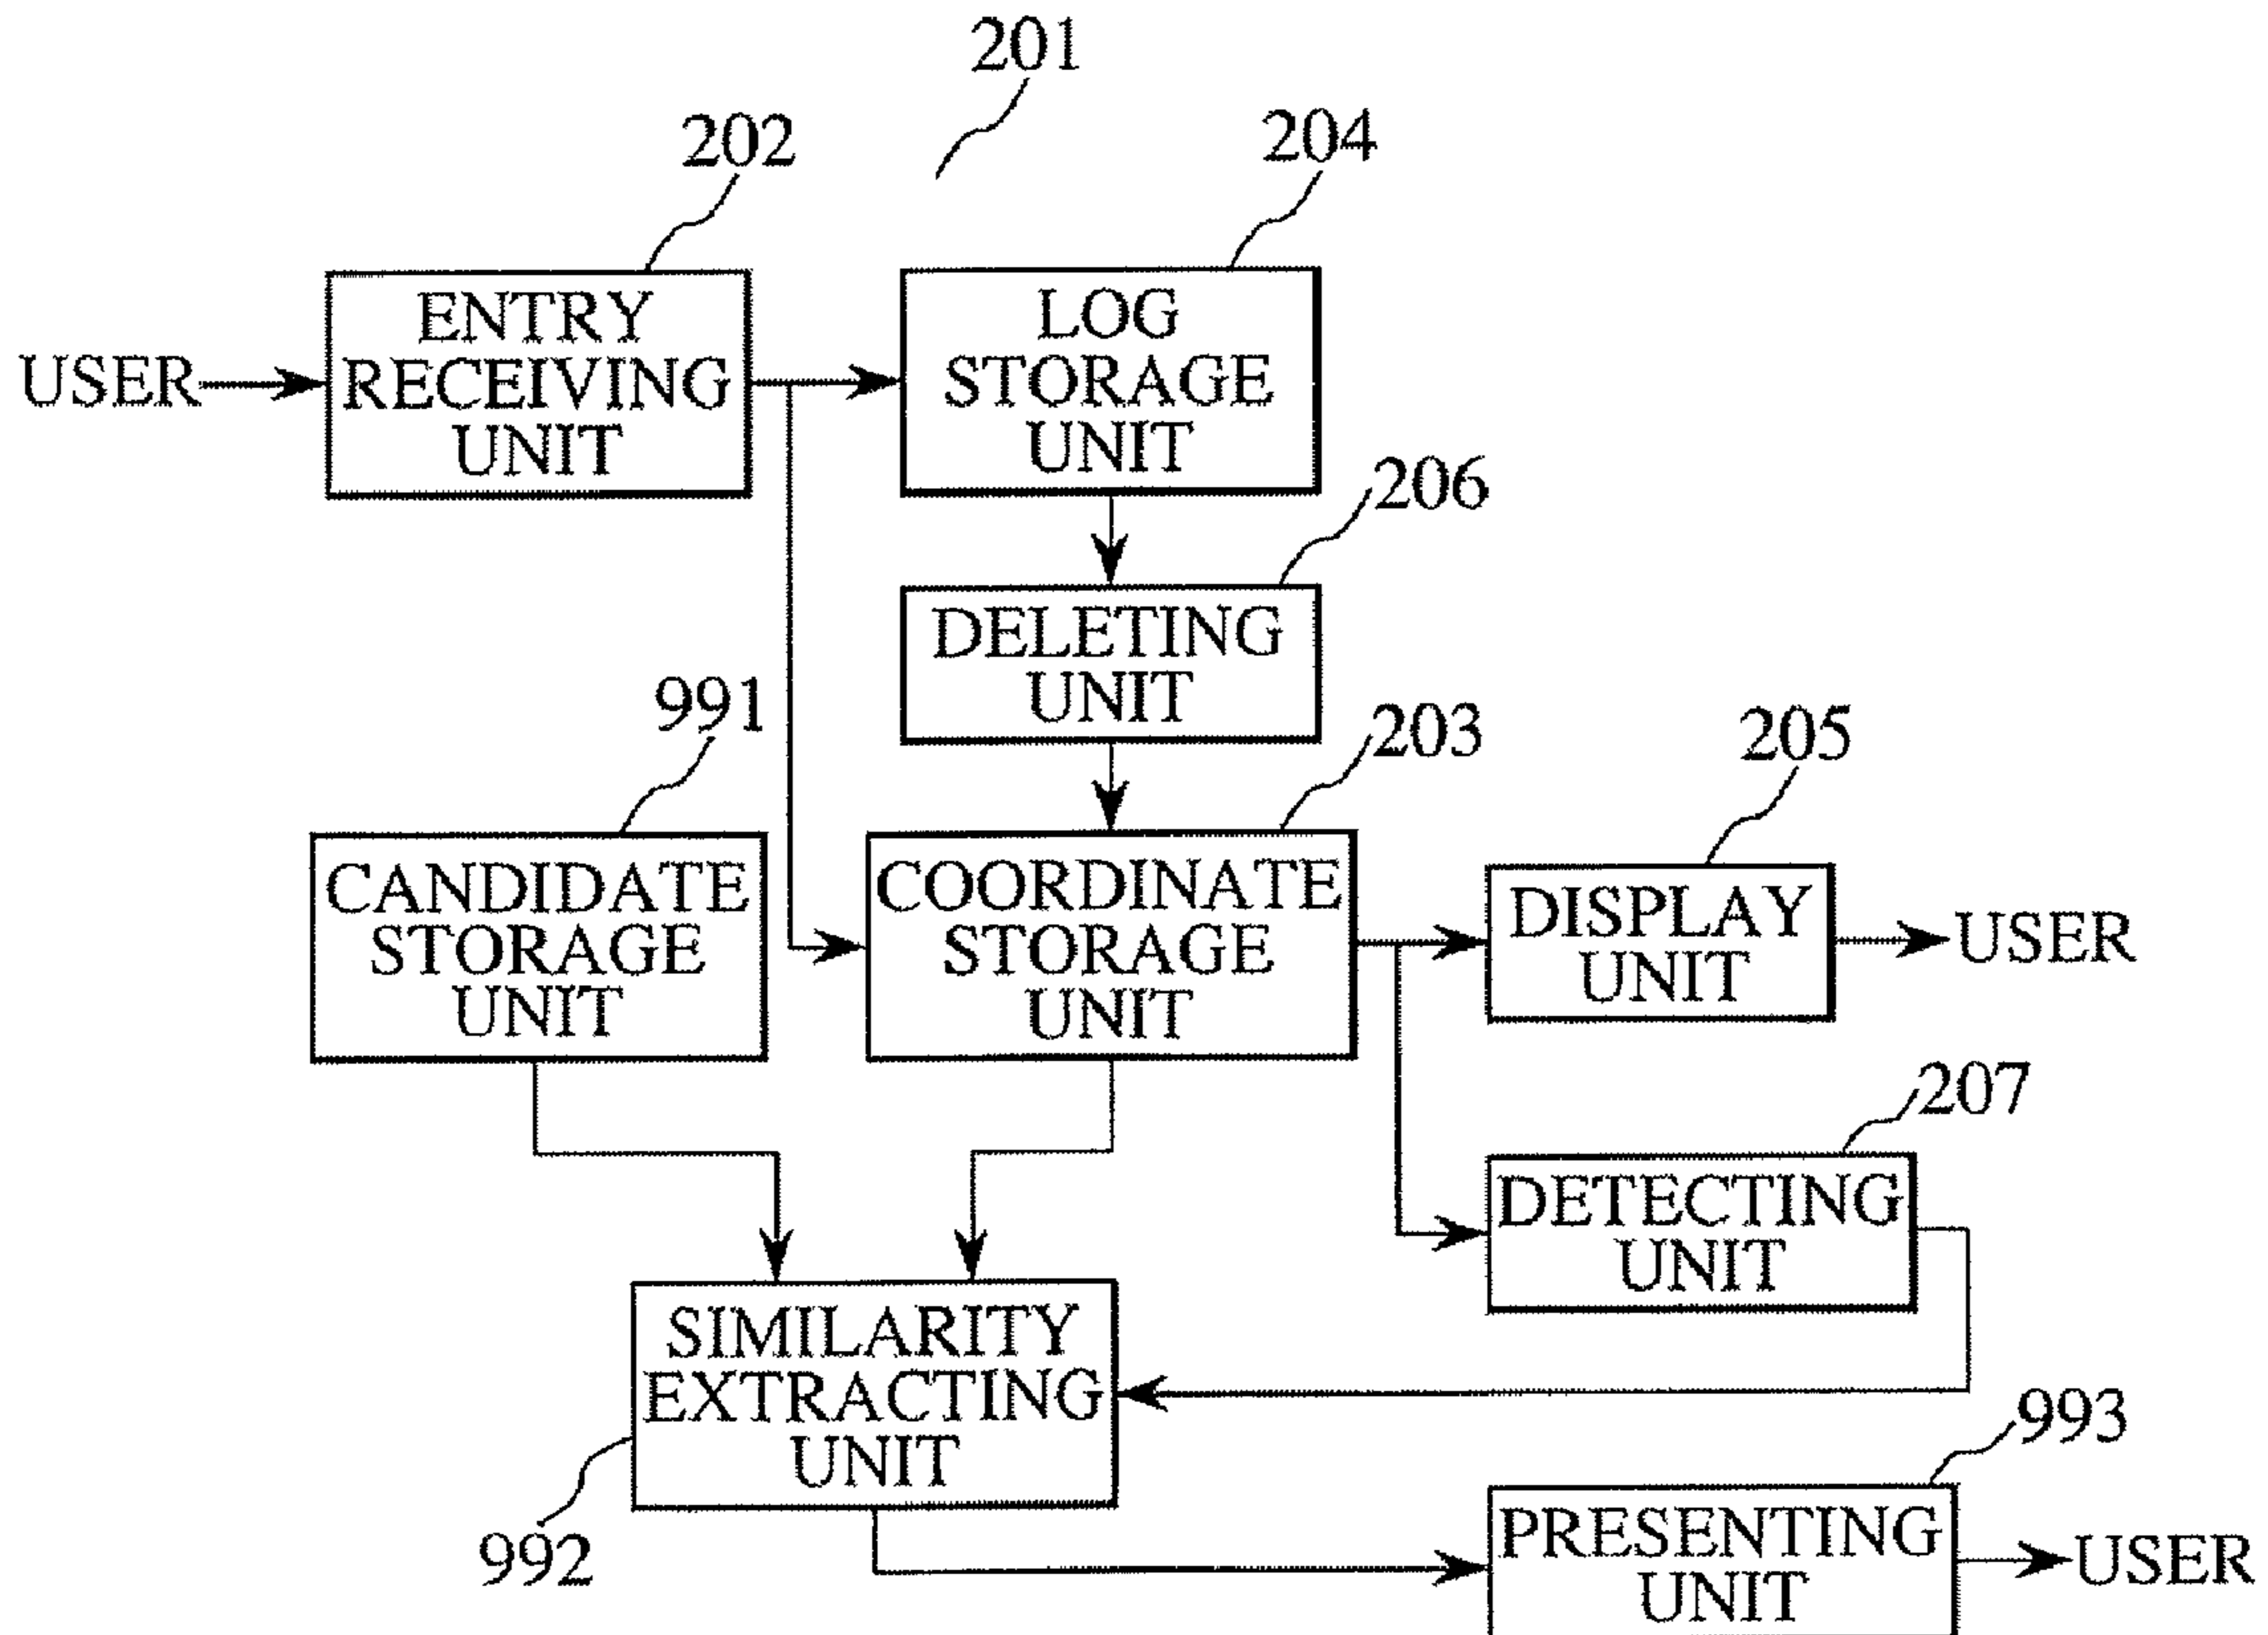 201
202
204
ENTRY
RECEIVING
UNIT
LOG
STORAGE
UNIT
USER
206
DELETING
UNIT
991
203
205
CANDIDATE
STORAGE
UNIT
COORDINATE
STORAGE
UNIT
DISPLAY
UNIT
USER
207
DETECTING
UNIT
SIMILARITY
EXTRACTING
UNIT
992
993
PRESENTING
UNIT
USER